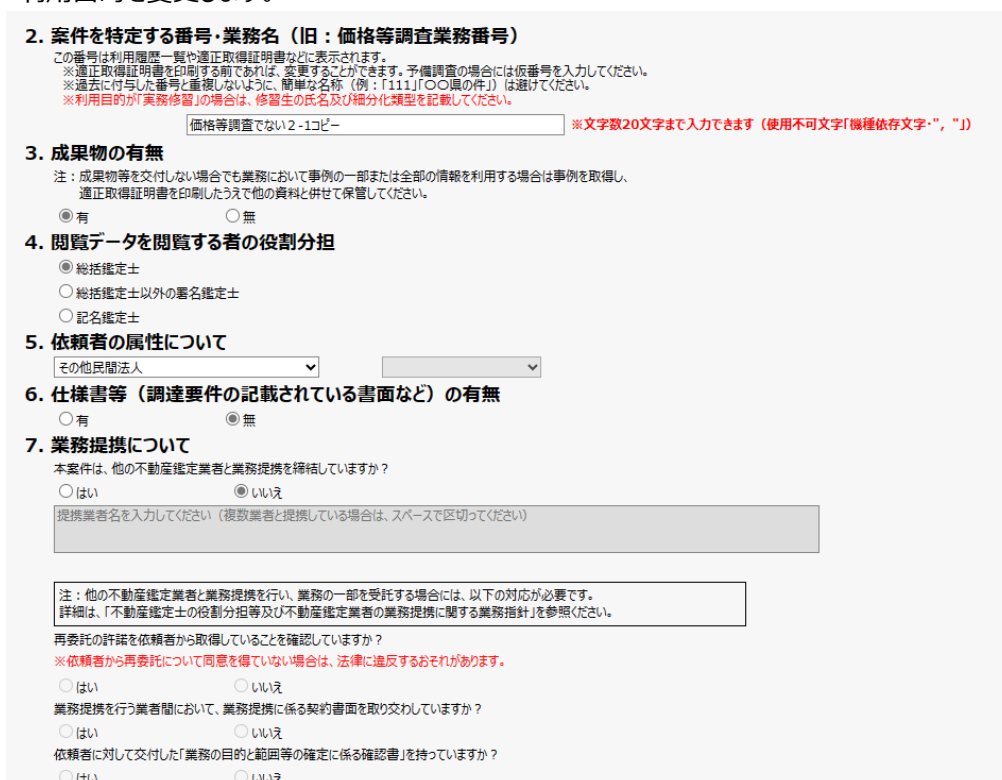 利用目的を変更します。
2. 案件を特定する番号・業務名（旧：価格等調査業務番号）
この番号は利用履歴一覧や適正取得証明書などに表示されます。
※適正取得証明書を印刷する前であれば、変更することができます。予備調査の場合には仮番号を入力してください。
※過去に付与した番号と重複しないように、簡単な名称（例：「111」「〇〇県の件」）は避けてください。
※利用目的が「実務修習」の場合は、修習生の氏名及び細分化類型を記載してください。
価格等調査でない２-1コピー ※文字数20文字まで入力できます（使用不可文字「機種依存文字・", "」）
3. 成果物の有無
注：成果物等を交付しない場合でも業務において事例の一部または全部の情報を利用する場合は事例を取得し、
適正取得証明書を印刷したうえで他の資料と併せて保管してください。
有 無
4. 閲覧データを閲覧する者の役割分担
総括鑑定士
総括鑑定士以外の署名鑑定士
記名鑑定士
5. 依頼者の属性について
その他民間法人
6. 仕様書等（調達要件の記載されている書面など）の有無
有 無
7. 業務提携について
本案件は、他の不動産鑑定業者と業務提携を締結していますか？
はい いいえ
提携業者名を入力してください（複数業者と提携している場合は、スペースで区切ってください）
注：他の不動産鑑定業者と業務提携を行い、業務の一部を受託する場合には、以下の対応が必要です。
詳細は、「不動産鑑定士の役割分担等及び不動産鑑定業者の業務提携に関する業務指針」を参照ください。
再委託の許諾を依頼者から取得していることを確認していますか？
※依頼者から再委託について同意を得ていない場合は、法律に違反するおそれがあります。
はい いいえ
業務提携を行う業者間において、業務提携に係る契約書面を取り交わしていますか？
はい いいえ
依頼者に対して交付した「業務の目的と範囲等の確定に係る確認書」を持っていますか？
はい いいえ